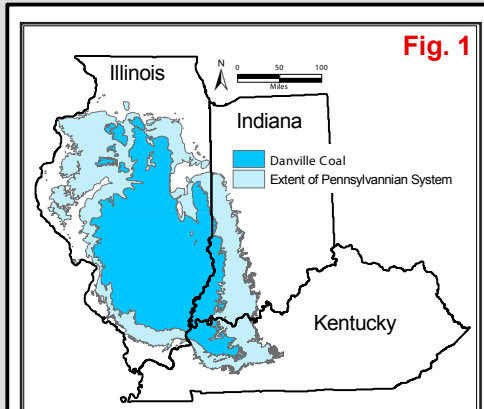 Fig. 1
Illinois
N
0 50 100
Miles
Indiana
Danville Coal
Extent of Pennsylvannian System
Kentucky